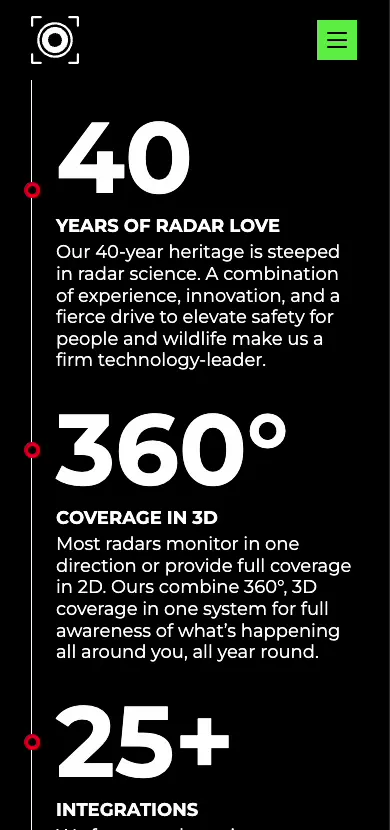 40
YEARS OF RADAR LOVE
Our 40-year heritage is steeped
in radar science. A combination
of experience, innovation, and a
fierce drive to elevate safety for
people and wildlife make us a
firm technology-leader.
360°
COVERAGE IN 3D
Most radars monitor in one
direction or provide full coverage
in 2D. Ours combine 360°, 3D
coverage in one system for full
awareness of what's happening
all around you, all year round.
25+
INTEGRATIONS